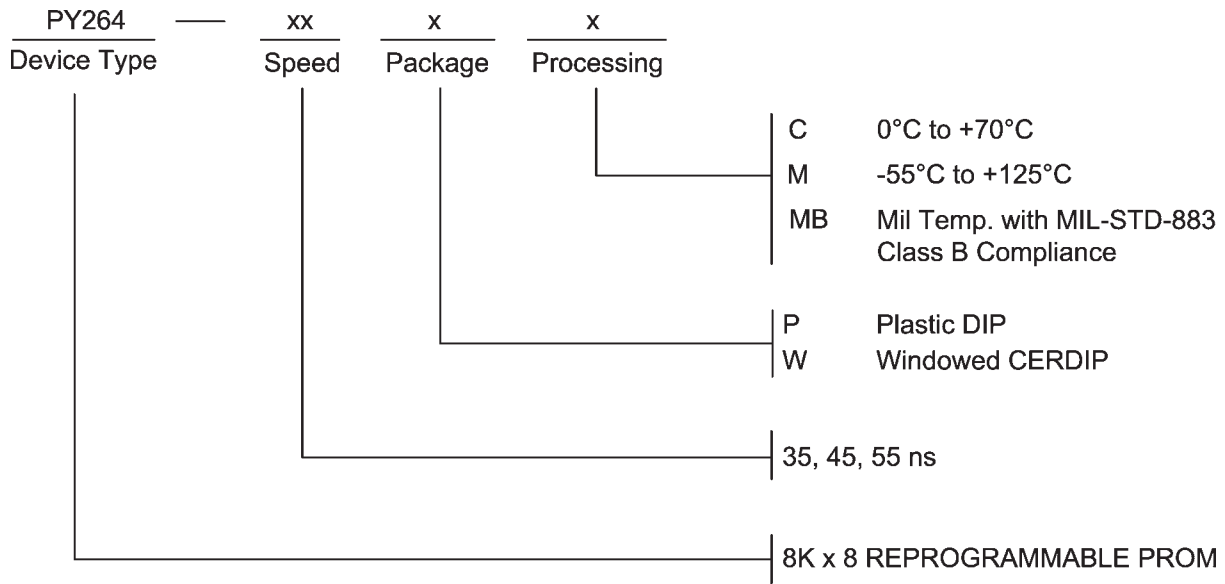 PY264 — xx x x
Device Type Speed Package Processing
C 0°C to +70°C
M -55°C to +125°C
MB Mil Temp. with MIL-STD-883
Class B Compliance
P Plastic DIP
W Windowed CERDIP
35, 45, 55 ns
8K x 8 REPROGRAMMABLE PROM